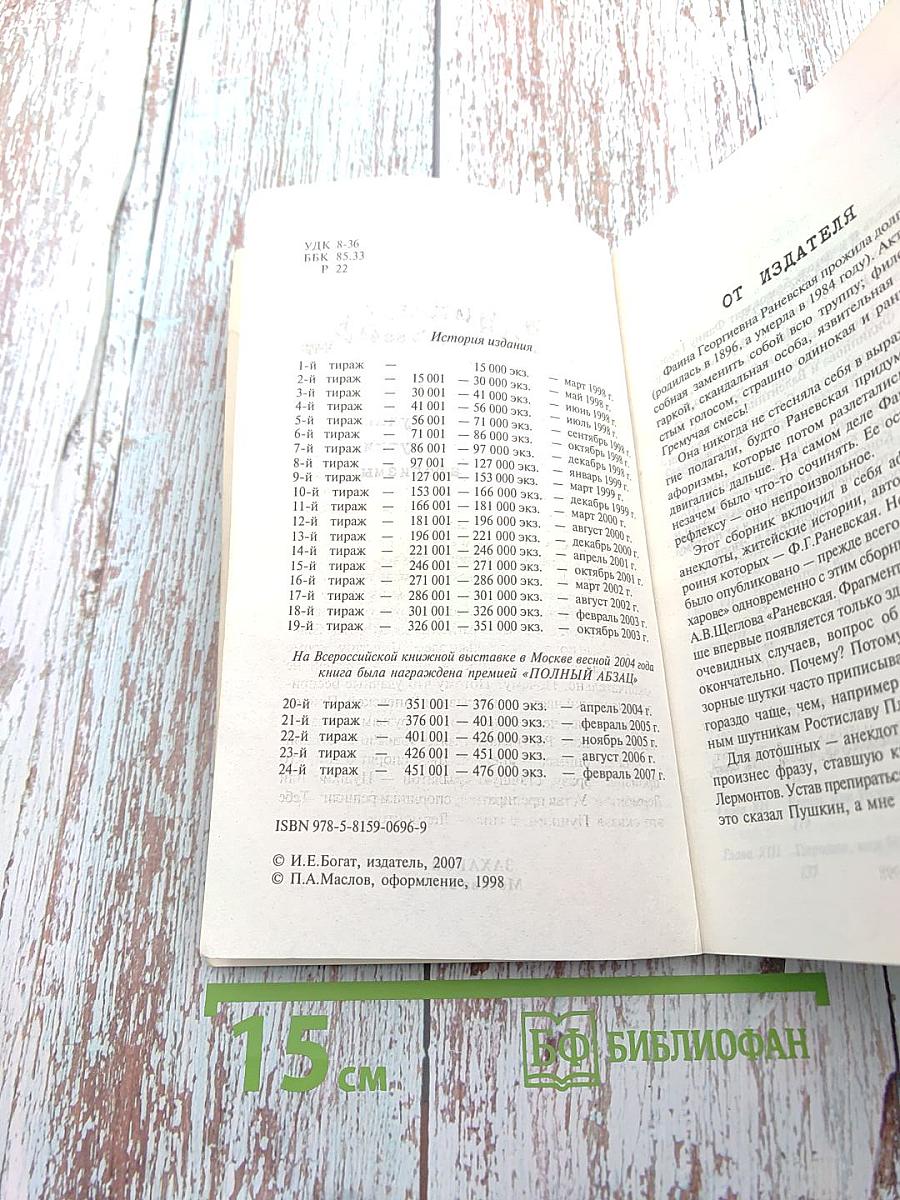 УДК 8-36
ББК 85.33
Р 22
История издания
1-й тираж — 15 000 экз. — март 1998 г.
2-й тираж — 15 001 — 30 000 экз. — май 1998 г.
3-й тираж — 30 001 — 41 000 экз. — июнь 1998 г.
4-й тираж — 41 001 — 56 000 экз. — июль 1998 г.
5-й тираж — 56 001 — 71 000 экз. — сентябрь 1998 г.
6-й тираж — 71 001 — 86 000 экз. — октябрь 1998 г.
7-й тираж — 86 001 — 97 000 экз. — декабрь 1998 г.
8-й тираж — 97 001 — 127 000 экз. — январь 1999 г.
9-й тираж — 127 001 — 153 000 экз. — март 1999 г.
10-й тираж — 153 001 — 166 000 экз. — декабрь 1999 г.
11-й тираж — 166 001 — 181 000 экз. — март 2000 г.
12-й тираж — 181 001 — 196 000 экз. — август 2000 г.
13-й тираж — 196 001 — 221 000 экз. — декабрь 2000 г.
14-й тираж — 221 001 — 246 000 экз. — апрель 2001 г.
15-й тираж — 246 001 — 271 000 экз. — октябрь 2001 г.
16-й тираж — 271 001 — 286 000 экз. — март 2002 г.
17-й тираж — 286 001 — 301 000 экз. — август 2002 г.
18-й тираж — 301 001 — 326 000 экз. — февраль 2003 г.
19-й тираж — 326 001 — 351 000 экз. — октябрь 2003 г.
На Всероссийской книжной выставке в Москве весной 2004 года
книга была награждена премией «ПОЛНЫЙ АБЗАЦ»
20-й тираж — 351 001 — 376 000 экз. — апрель 2004 г.
21-й тираж — 376 001 — 401 000 экз. — февраль 2005 г.
22-й тираж — 401 001 — 426 000 экз. — ноябрь 2005 г.
23-й тираж — 426 001 — 451 000 экз. — август 2006 г.
24-й тираж — 451 001 — 476 000 экз. — февраль 2007 г.
ISBN 978-5-8159-0696-9
© И.Е.Богат, издатель, 2007
© П.А.Маслов, оформление, 1998
ОТ ИЗДАТЕЛЯ
Фаина Георгиевна Раневская прожила долг
(родилась в 1896, а умерла в 1984 году). Акт
собная заменить собой всю труппу; фило
гаркой, скандальная особа, язвительная
стым голосом, страшно одинокая и рани
Гремучая смесь!
Она никогда не стесняла себя в выраж
гие полагали, будто Раневская придум
афоризмы, которые потом разлетались
двигались дальше. На самом деле Фаи
незачем было что-то сочинять. Ее ост
рефлексу — оно непроизвольное.
Этот сборник включил в себя аф
анекдоты, житейские истории, авто
роиня которых — Ф.Г.Раневская. Не
было опубликовано — прежде всего
харове» одновременно с этим сборни
А.В.Щеглова «Раневская. Фрагмент
ше впервые появляется только зд
очевидных случаев, вопрос об
окончательно. Почему? Потому
зорные шутки часто приписыва
гораздо чаще, чем, например
ным шутникам Ростиславу Пл
Для дотошных — анекдот
произнес фразу, ставшую к
Лермонтов. Устав препиратьс
это сказал Пушкин, а мне
15 см
БФ БИБЛИОФАН